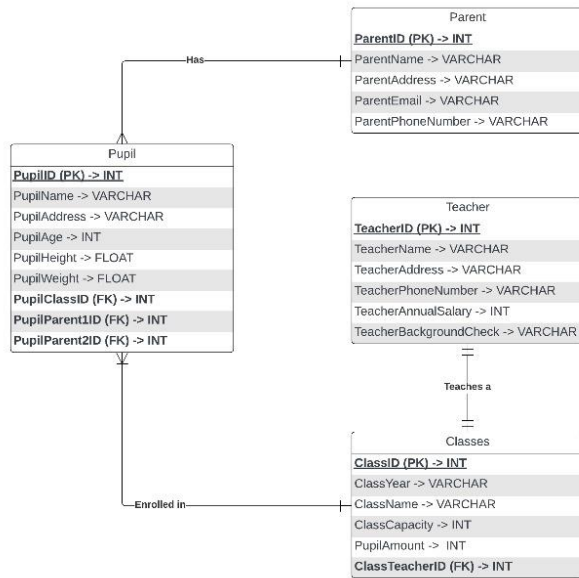 Parent
ParentID (PK) -> INT
ParentName -> VARCHAR
ParentAddress -> VARCHAR
ParentEmail -> VARCHAR
ParentPhoneNumber -> VARCHAR
Has
Pupil
PupilID (PK) -> INT
PupilName -> VARCHAR
PupilAddress -> VARCHAR
PupilAge -> INT
PupilHeight -> FLOAT
PupilWeight -> FLOAT
PupilClassID (FK) -> INT
PupilParent1ID (FK) -> INT
PupilParent2ID (FK) -> INT
Teacher
TeacherID (PK) -> INT
TeacherName -> VARCHAR
TeacherAddress -> VARCHAR
TeacherPhoneNumber -> VARCHAR
TeacherAnnualSalary -> INT
TeacherBackgroundCheck -> VARCHAR
Teaches a
Enrolled in
Classes
ClassID (PK) -> INT
ClassYear -> VARCHAR
ClassName -> VARCHAR
ClassCapacity -> INT
PupilAmount -> INT
ClassTeacherID (FK) -> INT